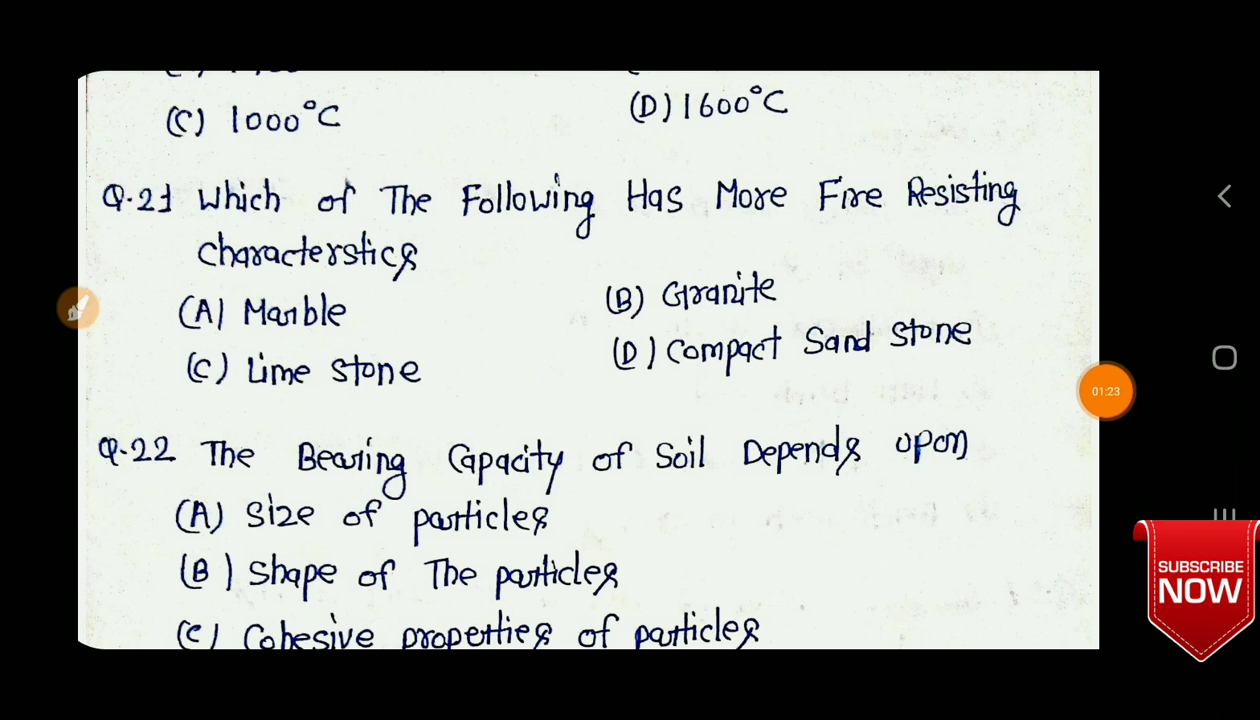 (C) 1000°C
(D) 1600°C
Q.21 Which of The Following Has More Fire Resisting
characterstics
(A) Marble
(B) Granite
(C) Lime stone
(D) Compact Sand Stone
01:23
Q.22 The Bearing Capacity of Soil Depends upon
(A) Size of particles
(B) Shape of The particles
(C) Cohesive properties of particles
SUBSCRIBE
NOW